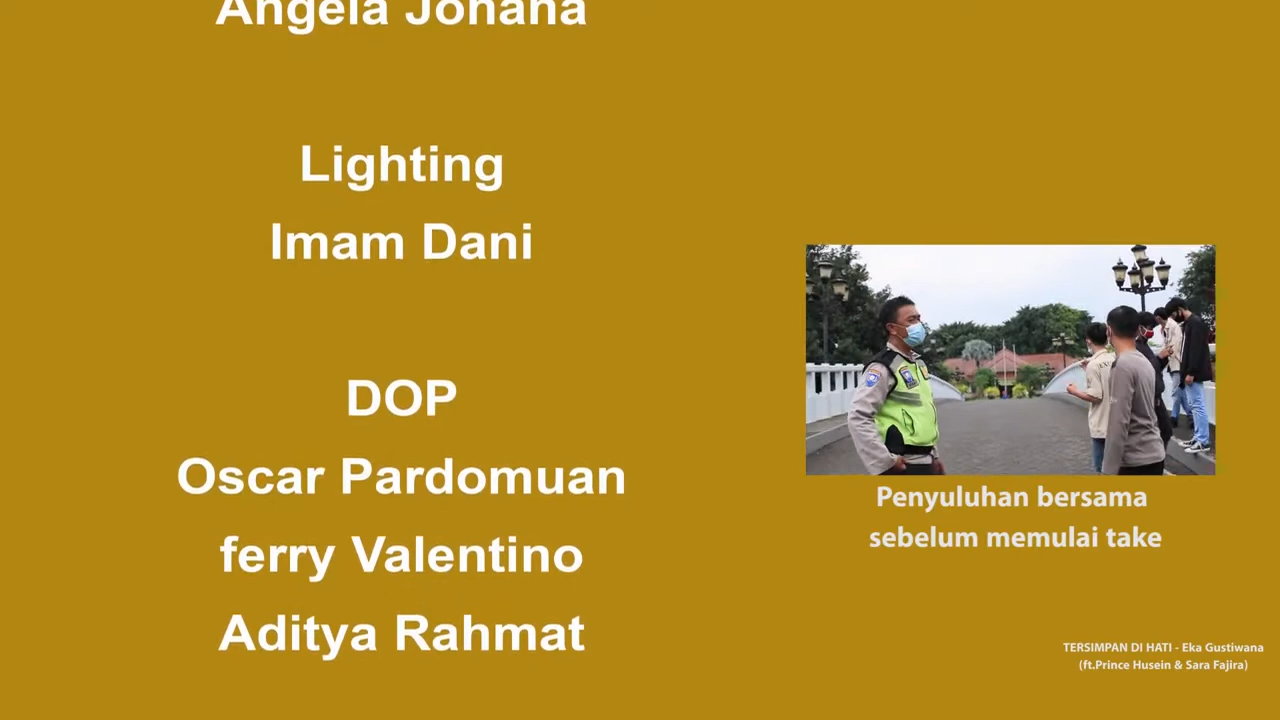 Angela Johana
Lighting
Imam Dani
DOP
Oscar Pardomuan
ferry Valentino
Aditya Rahmat
Penyuluhan bersama
sebelum memulai take
TERSIMPAN DI HATI - Eka Gustiwana
(ft.Prince Husein & Sara Fajira)